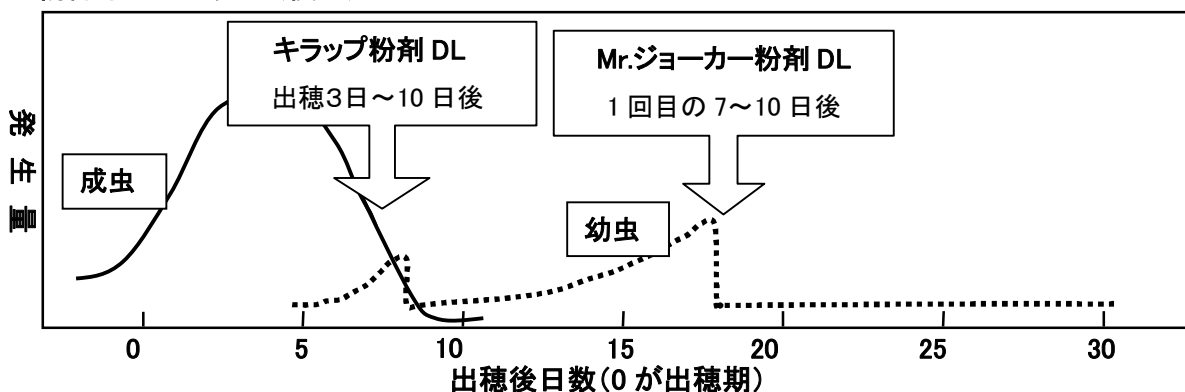 キラップ粉剤 DL
出穂3日～10 日後
Mr.ジョーカー粉剤 DL
1 回目の 7～10 日後
発生量
成虫
幼虫
0 5 10 15 20 25 30
出穂後日数(0 が出穂期)